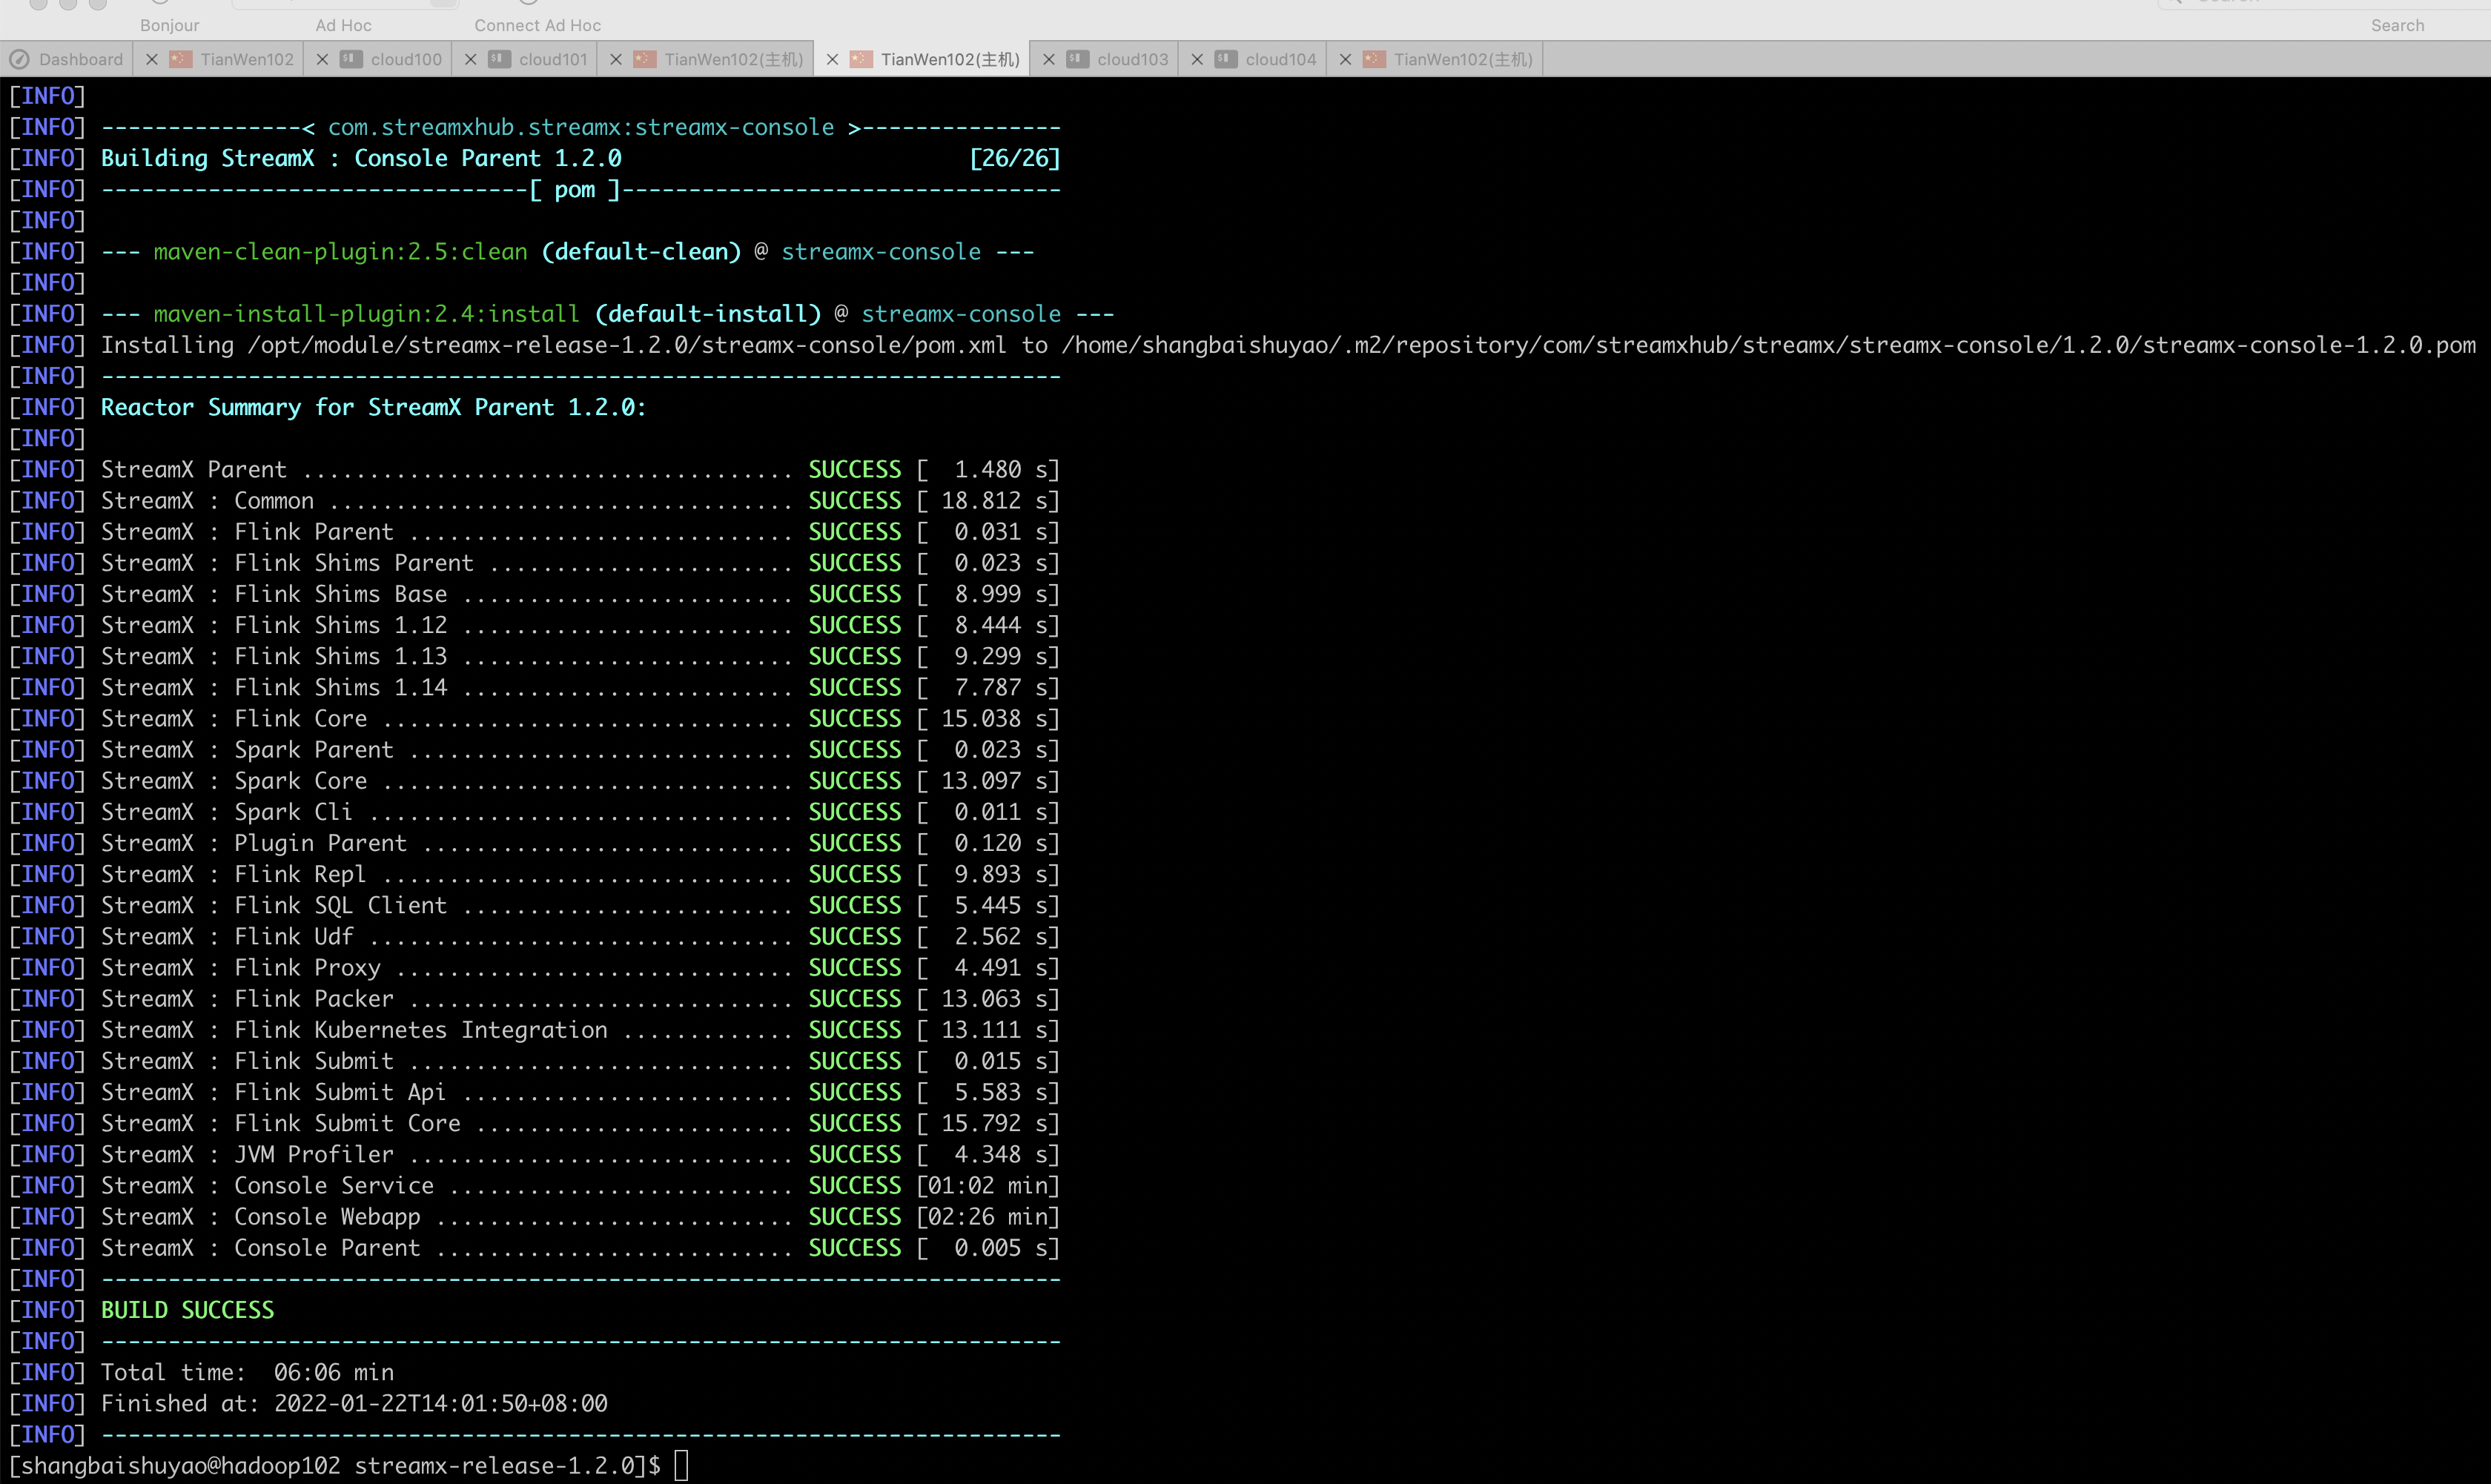 Bonjour Ad Hoc Connect Ad Hoc Search
Dashboard TianWen102 cloud100 cloud101 TianWen102(主机) TianWen102(主机) cloud103 cloud104 TianWen102(主机)
[INFO]
[INFO] ---------------< com.streamxhub.streamx:streamx-console >---------------
[INFO] Building StreamX : Console Parent 1.2.0 [26/26]
[INFO] --------------------------------[ pom ]---------------------------------
[INFO]
[INFO] --- maven-clean-plugin:2.5:clean (default-clean) @ streamx-console ---
[INFO]
[INFO] --- maven-install-plugin:2.4:install (default-install) @ streamx-console ---
[INFO] Installing /opt/module/streamx-release-1.2.0/streamx-console/pom.xml to /home/shangbaishuyao/.m2/repository/com/streamxhub/streamx/streamx-console/1.2.0/streamx-console-1.2.0.pom
[INFO] ------------------------------------------------------------------------
[INFO] Reactor Summary for StreamX Parent 1.2.0:
[INFO]
[INFO] StreamX Parent ..................................... SUCCESS [  1.480 s]
[INFO] StreamX : Common ................................... SUCCESS [ 18.812 s]
[INFO] StreamX : Flink Parent ............................. SUCCESS [  0.031 s]
[INFO] StreamX : Flink Shims Parent ....................... SUCCESS [  0.023 s]
[INFO] StreamX : Flink Shims Base ......................... SUCCESS [  8.999 s]
[INFO] StreamX : Flink Shims 1.12 ......................... SUCCESS [  8.444 s]
[INFO] StreamX : Flink Shims 1.13 ......................... SUCCESS [  9.299 s]
[INFO] StreamX : Flink Shims 1.14 ......................... SUCCESS [  7.787 s]
[INFO] StreamX : Flink Core ............................... SUCCESS [ 15.038 s]
[INFO] StreamX : Spark Parent ............................. SUCCESS [  0.023 s]
[INFO] StreamX : Spark Core ............................... SUCCESS [ 13.097 s]
[INFO] StreamX : Spark Cli ................................ SUCCESS [  0.011 s]
[INFO] StreamX : Plugin Parent ............................ SUCCESS [  0.120 s]
[INFO] StreamX : Flink Repl ............................... SUCCESS [  9.893 s]
[INFO] StreamX : Flink SQL Client ......................... SUCCESS [  5.445 s]
[INFO] StreamX : Flink Udf ................................ SUCCESS [  2.562 s]
[INFO] StreamX : Flink Proxy .............................. SUCCESS [  4.491 s]
[INFO] StreamX : Flink Packer ............................. SUCCESS [ 13.063 s]
[INFO] StreamX : Flink Kubernetes Integration ............. SUCCESS [ 13.111 s]
[INFO] StreamX : Flink Submit ............................. SUCCESS [  0.015 s]
[INFO] StreamX : Flink Submit Api ......................... SUCCESS [  5.583 s]
[INFO] StreamX : Flink Submit Core ........................ SUCCESS [ 15.792 s]
[INFO] StreamX : JVM Profiler ............................. SUCCESS [  4.348 s]
[INFO] StreamX : Console Service .......................... SUCCESS [01:02 min]
[INFO] StreamX : Console Webapp ........................... SUCCESS [02:26 min]
[INFO] StreamX : Console Parent ........................... SUCCESS [  0.005 s]
[INFO] ------------------------------------------------------------------------
[INFO] BUILD SUCCESS
[INFO] ------------------------------------------------------------------------
[INFO] Total time:  06:06 min
[INFO] Finished at: 2022-01-22T14:01:50+08:00
[INFO] ------------------------------------------------------------------------
[shangbaishuyao@hadoop102 streamx-release-1.2.0]$